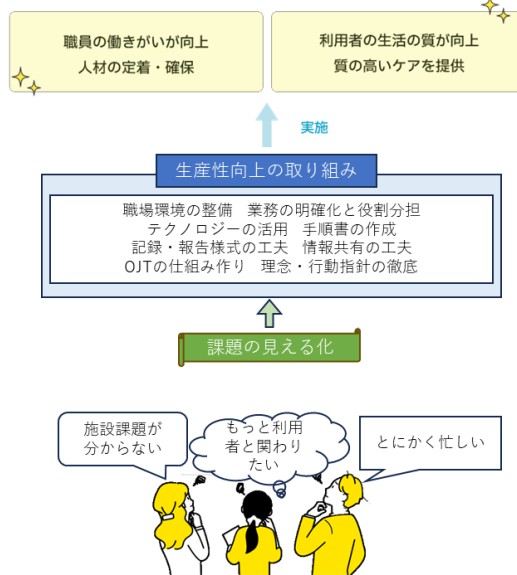 職員の働きがいが向上
人材の定着・確保
利用者の生活の質が向上
質の高いケアを提供
実施
生産性向上の取り組み
職場環境の整備　業務の明確化と役割分担
テクノロジーの活用　手順書の作成
記録・報告様式の工夫　情報共有の工夫
OJTの仕組み作り　理念・行動指針の徹底
課題の見える化
施設課題が
分からない
もっと利用
者と関わり
たい
とにかく忙しい